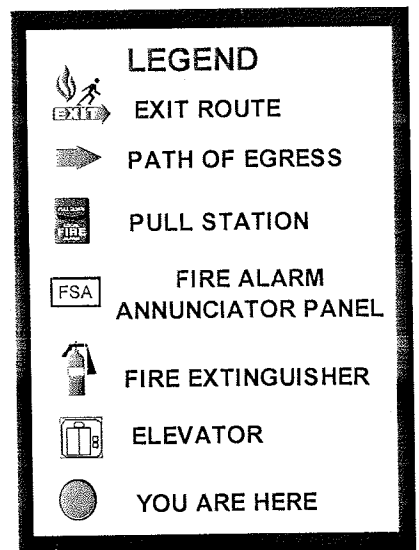 LEGEND
EXIT
EXIT ROUTE
PATH OF EGRESS
FIRE
PULL STATION
FSA
FIRE ALARM
ANNUNCIATOR PANEL
FIRE EXTINGUISHER
ELEVATOR
YOU ARE HERE